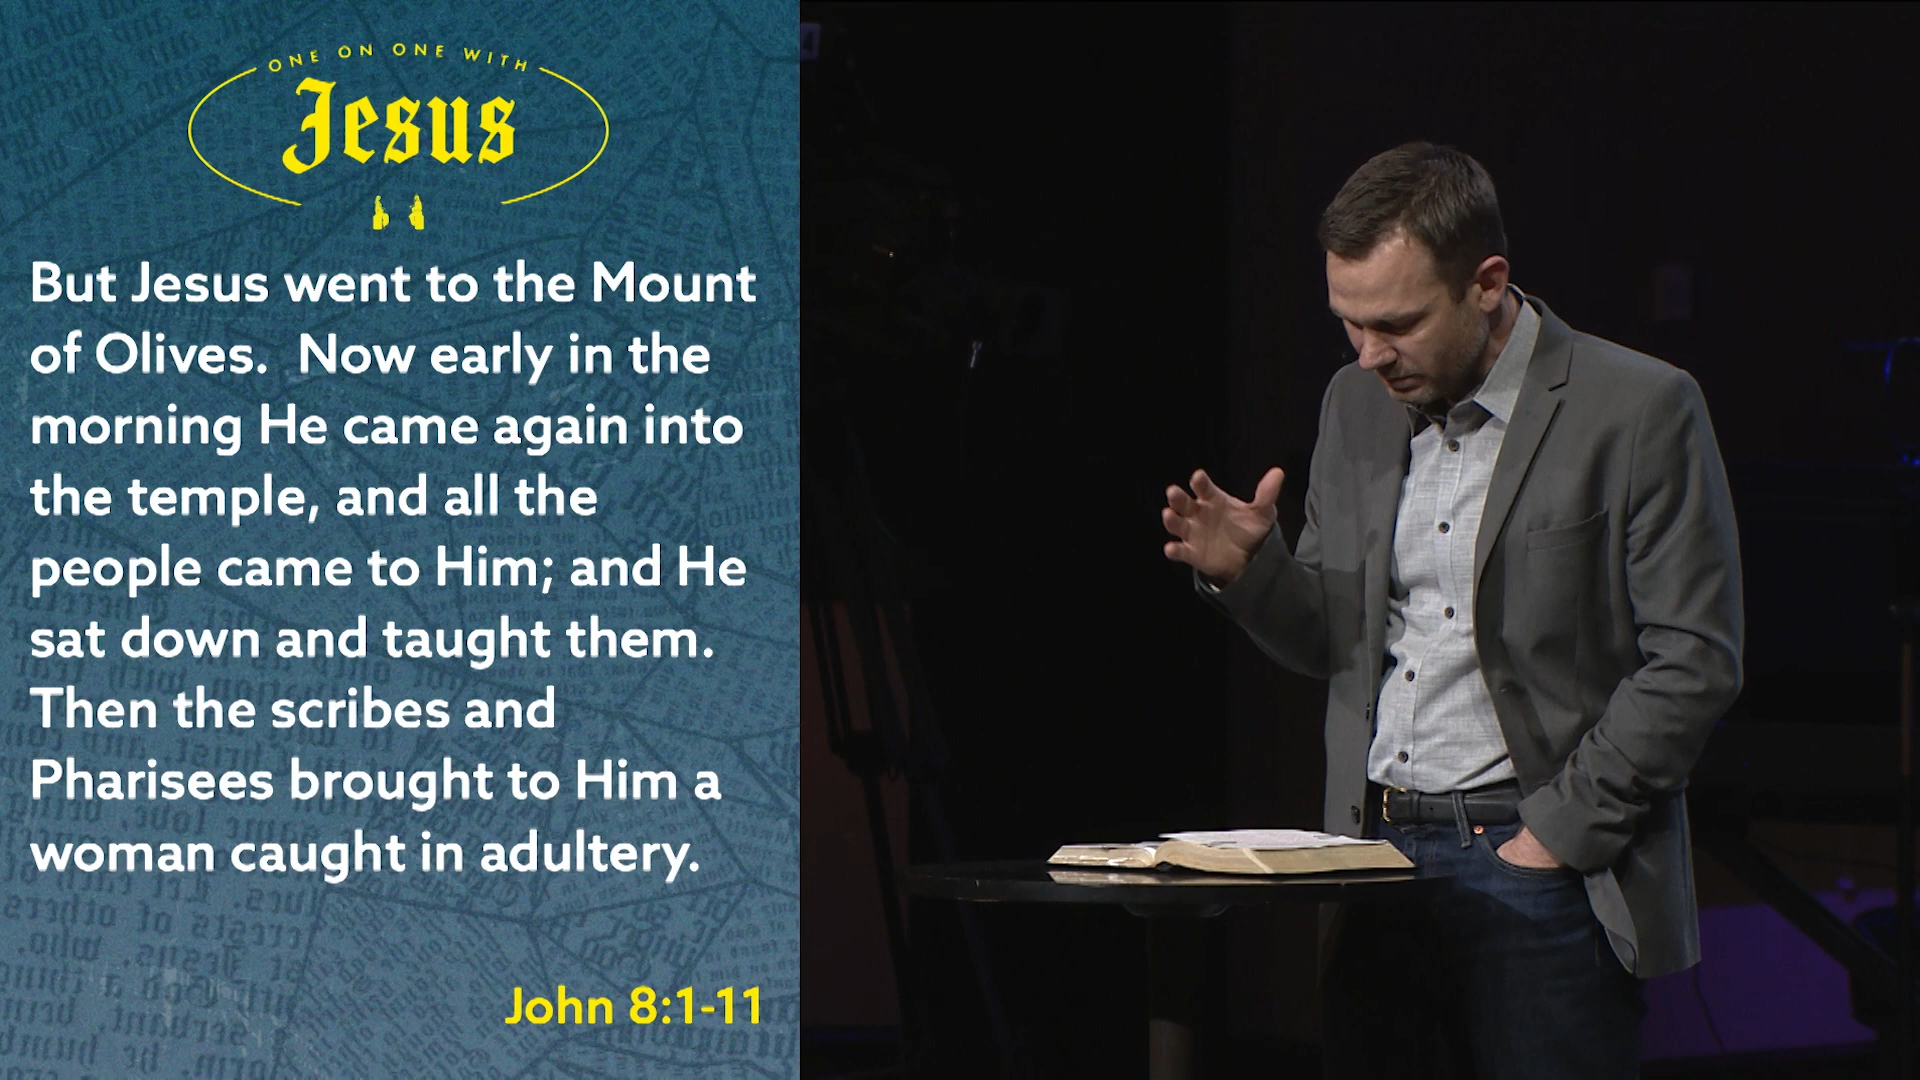 ONE ON ONE WITH
Jesus
But Jesus went to the Mount
of Olives.  Now early in the
morning He came again into
the temple, and all the
people came to Him; and He
sat down and taught them.
Then the scribes and
Pharisees brought to Him a
woman caught in adultery.
John 8:1-11